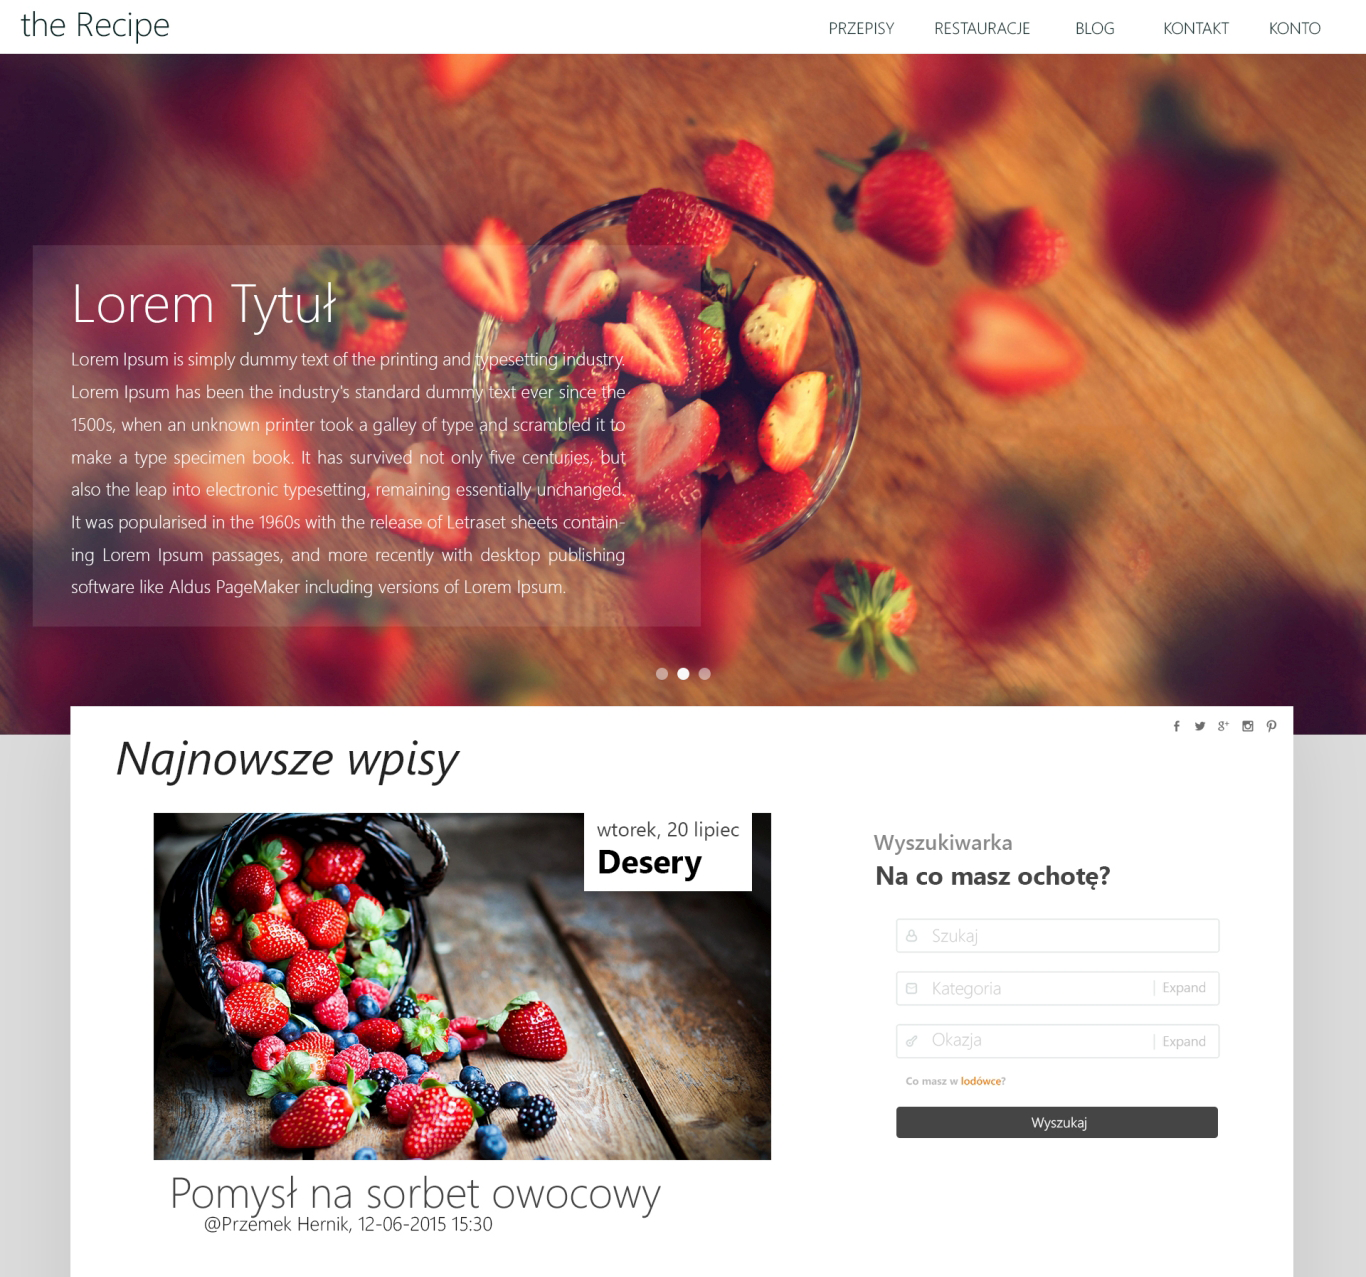 the Recipe
PRZEPISY RESTAURACJE BLOG KONTAKT KONTO
Lorem Tytuł
Lorem Ipsum is simply dummy text of the printing and typesetting industry.
Lorem Ipsum has been the industry's standard dummy text ever since the
1500s, when an unknown printer took a galley of type and scrambled it to
make a type specimen book. It has survived not only five centuries, but
also the leap into electronic typesetting, remaining essentially unchanged.
It was popularised in the 1960s with the release of Letraset sheets contain-
ing Lorem Ipsum passages, and more recently with desktop publishing
software like Aldus PageMaker including versions of Lorem Ipsum.
Najnowsze wpisy
wtorek, 20 lipiec
Desery
Pomysł na sorbet owocowy
@Przemek Hernik, 12-06-2015 15:30
Wyszukiwarka
Na co masz ochotę?
Szukaj
Kategoria | Expand
Okazja | Expand
Co masz w lodówce?
Wyszukaj